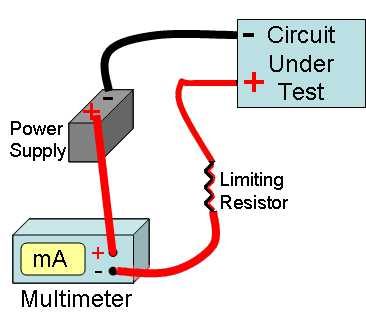 - Circuit
Under
+ Test
-
+
Power
Supply
Limiting
Resistor
mA
+
-
Multimeter